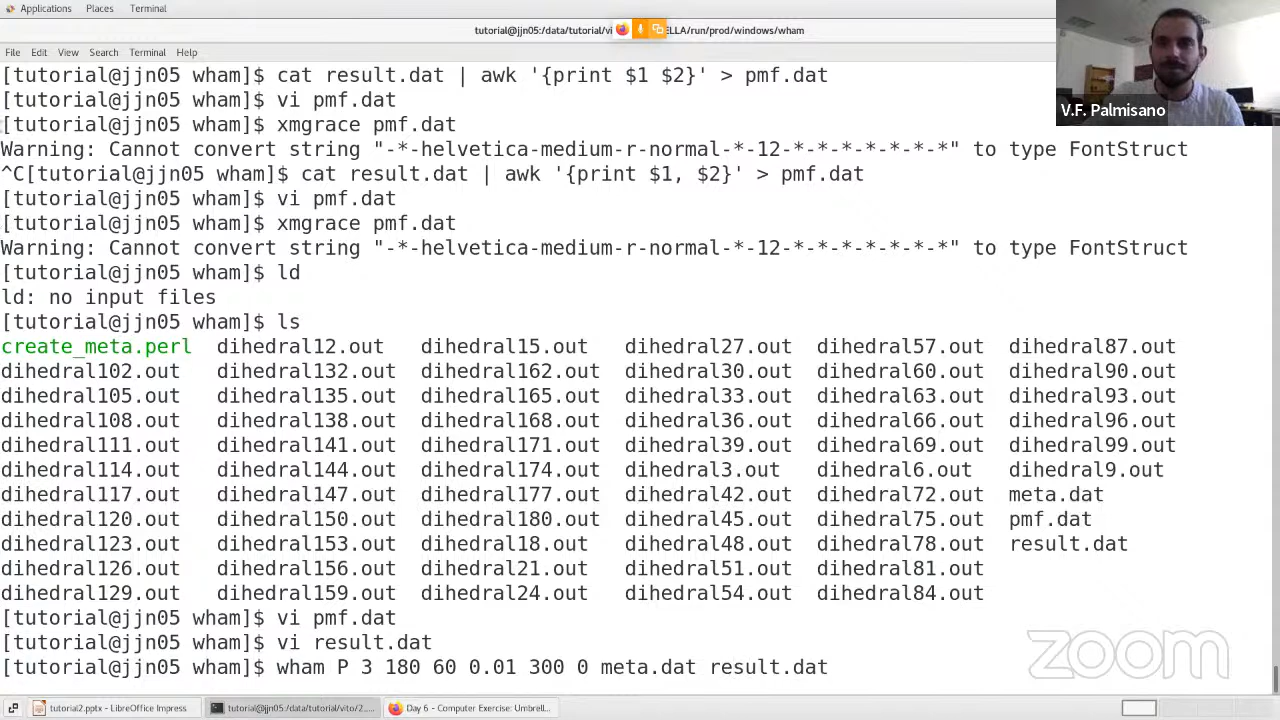 Applications Places Terminal
tutorial@jjn05:/data/tutorial/vi ELLA/run/prod/windows/wham
File Edit View Search Terminal Help
[tutorial@jjn05 wham]$ cat result.dat | awk '{print $1 $2}' > pmf.dat
[tutorial@jjn05 wham]$ vi pmf.dat
[tutorial@jjn05 wham]$ xmgrace pmf.dat
Warning: Cannot convert string "-*-helvetica-medium-r-normal-*-12-*-*-*-*-*-*-*" to type FontStruct
^C[tutorial@jjn05 wham]$ cat result.dat | awk '{print $1, $2}' > pmf.dat
[tutorial@jjn05 wham]$ vi pmf.dat
[tutorial@jjn05 wham]$ xmgrace pmf.dat
Warning: Cannot convert string "-*-helvetica-medium-r-normal-*-12-*-*-*-*-*-*-*" to type FontStruct
[tutorial@jjn05 wham]$ ld
ld: no input files
[tutorial@jjn05 wham]$ ls
create_meta.perl dihedral12.out dihedral15.out dihedral27.out dihedral57.out dihedral87.out
dihedral102.out dihedral132.out dihedral162.out dihedral30.out dihedral60.out dihedral90.out
dihedral105.out dihedral135.out dihedral165.out dihedral33.out dihedral63.out dihedral93.out
dihedral108.out dihedral138.out dihedral168.out dihedral36.out dihedral66.out dihedral96.out
dihedral111.out dihedral141.out dihedral171.out dihedral39.out dihedral69.out dihedral99.out
dihedral114.out dihedral144.out dihedral174.out dihedral3.out dihedral6.out dihedral9.out
dihedral117.out dihedral147.out dihedral177.out dihedral42.out dihedral72.out meta.dat
dihedral120.out dihedral150.out dihedral180.out dihedral45.out dihedral75.out pmf.dat
dihedral123.out dihedral153.out dihedral18.out dihedral48.out dihedral78.out result.dat
dihedral126.out dihedral156.out dihedral21.out dihedral51.out dihedral81.out
dihedral129.out dihedral159.out dihedral24.out dihedral54.out dihedral84.out
[tutorial@jjn05 wham]$ vi pmf.dat
[tutorial@jjn05 wham]$ vi result.dat
[tutorial@jjn05 wham]$ wham P 3 180 60 0.01 300 0 meta.dat result.dat
V.F. Palmisano
zoom
tutorial2.pptx - LibreOffice Impress
tutorial@jjn05:/data/tutorial/vito/2...
Day 6 - Computer Exercise: Umbrell...